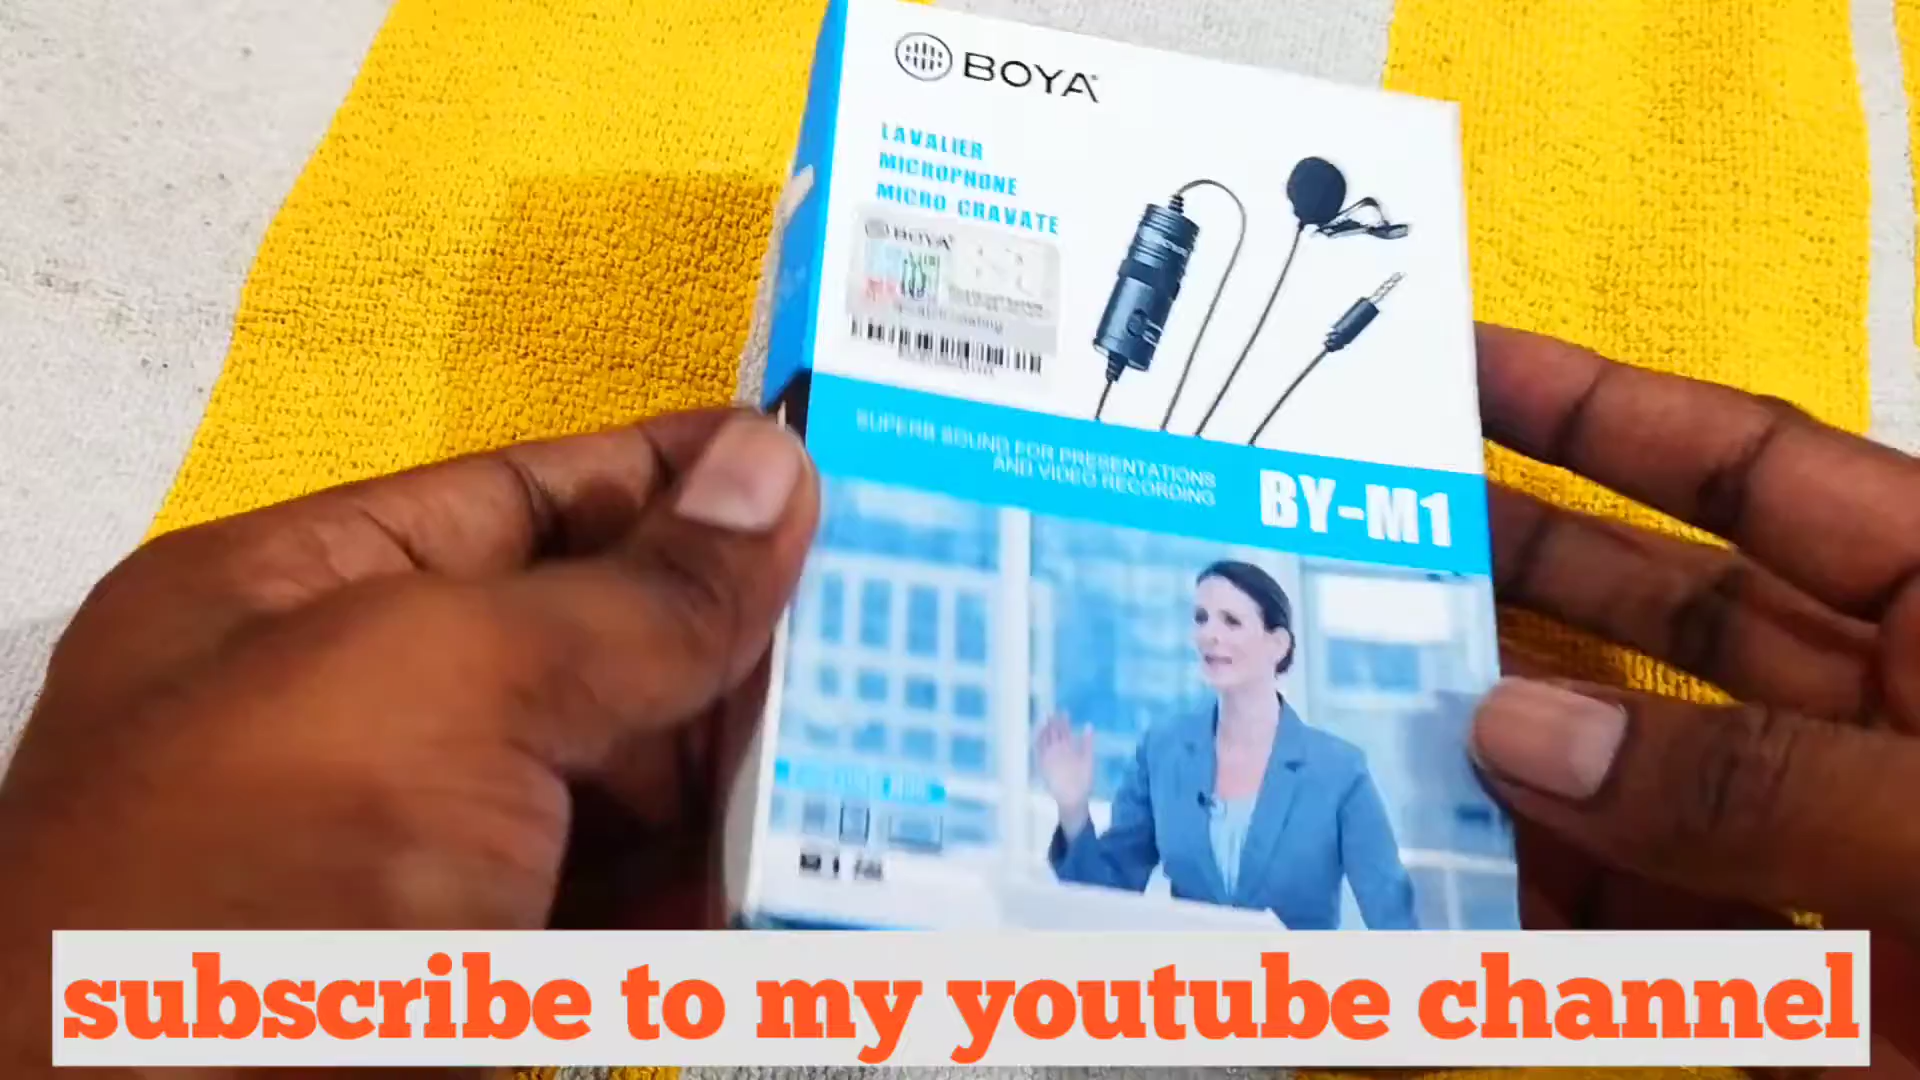 BOYA
LAVALIER
MICROPHONE
MICRO CRAVATE
BOYA
SUPERB SOUND FOR PRESENTATIONS
AND VIDEO RECORDING
BY-M1
subscribe to my youtube channel